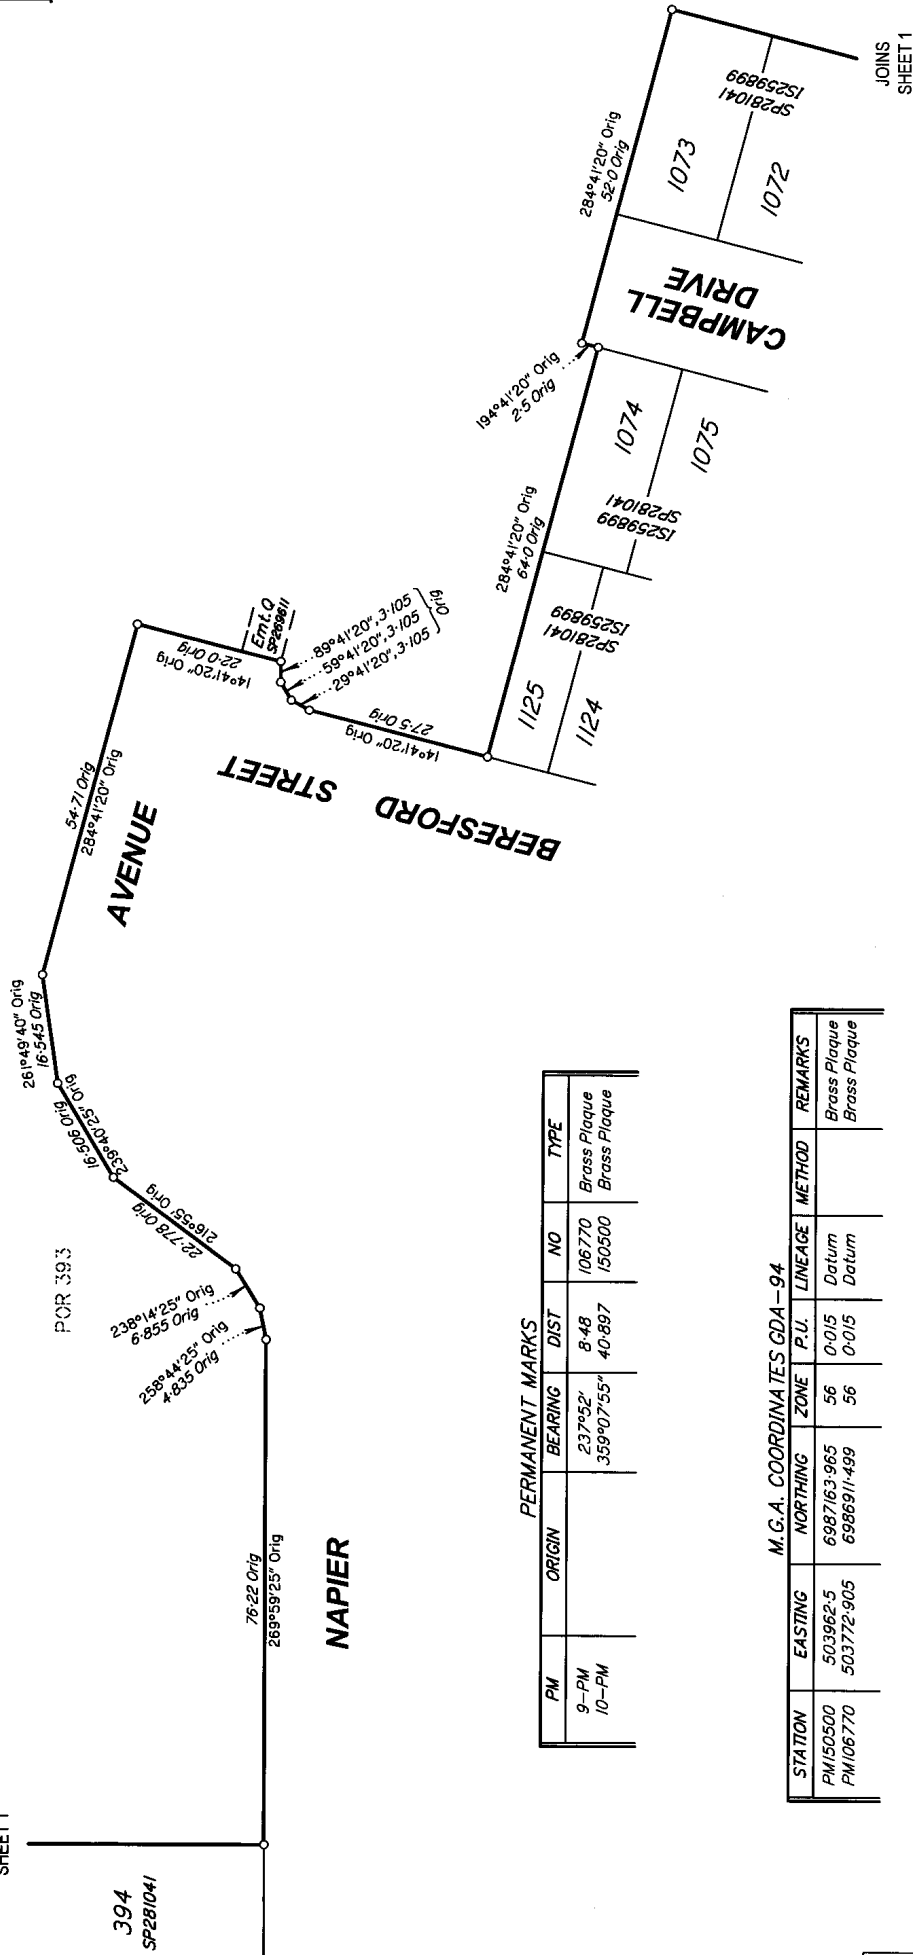 SHEET 1
394
SP281041
POR 393
76·22 Orig
269°59'25" Orig
NAPIER
258°44'25" Orig
4·835 Orig
238°14'25" Orig
6·855 Orig
22·778 Orig
216°55' Orig
16·506 Orig
239°40'25" Orig
261°49'40" Orig
16·545 Orig
54·71 Orig
284°41'20" Orig
AVENUE
14°41'20" Orig
22·0 Orig
Emt.Q
SP269611
89°41'20", 3·105
59°41'20", 3·105
29°41'20", 3·105
Orig
14°41'20" Orig
27·5 Orig
BERESFORD STREET
284°41'20" Orig
64·0 Orig
1125
1124
SP281041
IS259899
1074
1075
IS259899
SP281041
194°41'20" Orig
2·5 Orig
CAMPBELL
DRIVE
284°41'20" Orig
52·0 Orig
1073
1072
SP281041
IS259899
JOINS
SHEET 1
PERMANENT MARKS
PM ORIGIN BEARING DIST NO TYPE
9-PM 237°52' 8·48 106770 Brass Plaque
10-PM 359°07'55" 40·897 150500 Brass Plaque
M.G.A. COORDINATES GDA-94
STATION EASTING NORTHING ZONE P.U. LINEAGE METHOD REMARKS
PM150500 503962·5 6987163·965 56 0·015 Datum Brass Plaque
PM106770 503772·905 6986911·499 56 0·015 Datum Brass Plaque